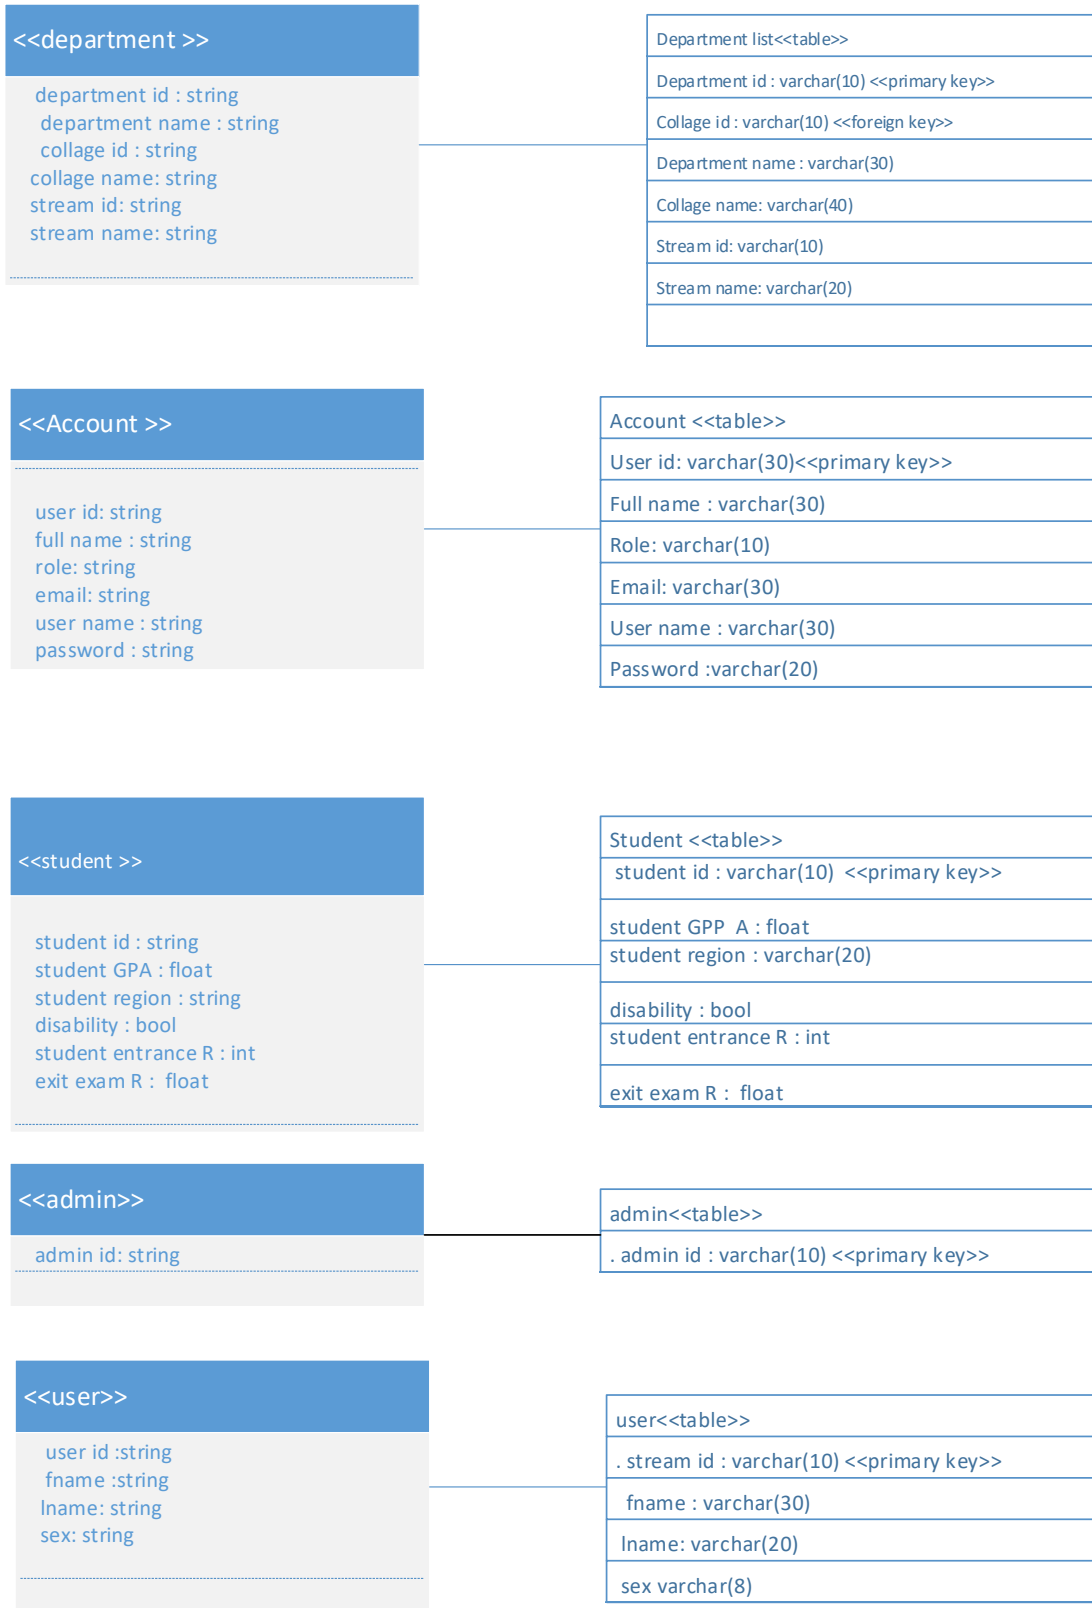 <<department >>
department id : string
department name : string
collage id : string
collage name: string
stream id: string
stream name: string
Department list<<table>>
Department id : varchar(10) <<primary key>>
Collage id : varchar(10) <<foreign key>>
Department name : varchar(30)
Collage name: varchar(40)
Stream id: varchar(10)
Stream name: varchar(20)
<<Account >>
user id: string
full name : string
role: string
email: string
user name : string
password : string
Account <<table>>
User id: varchar(30)<<primary key>>
Full name : varchar(30)
Role: varchar(10)
Email: varchar(30)
User name : varchar(30)
Password :varchar(20)
<<student >>
student id : string
student GPA : float
student region : string
disability : bool
student entrance R : int
exit exam R :  float
Student <<table>>
student id : varchar(10)  <<primary key>>
student GPP  A : float
student region : varchar(20)
disability : bool
student entrance R : int
exit exam R :  float
<<admin>>
admin id: string
admin<<table>>
. admin id : varchar(10) <<primary key>>
<<user>>
user id :string
fname :string
lname: string
sex: string
user<<table>>
. stream id : varchar(10) <<primary key>>
fname : varchar(30)
lname: varchar(20)
sex varchar(8)